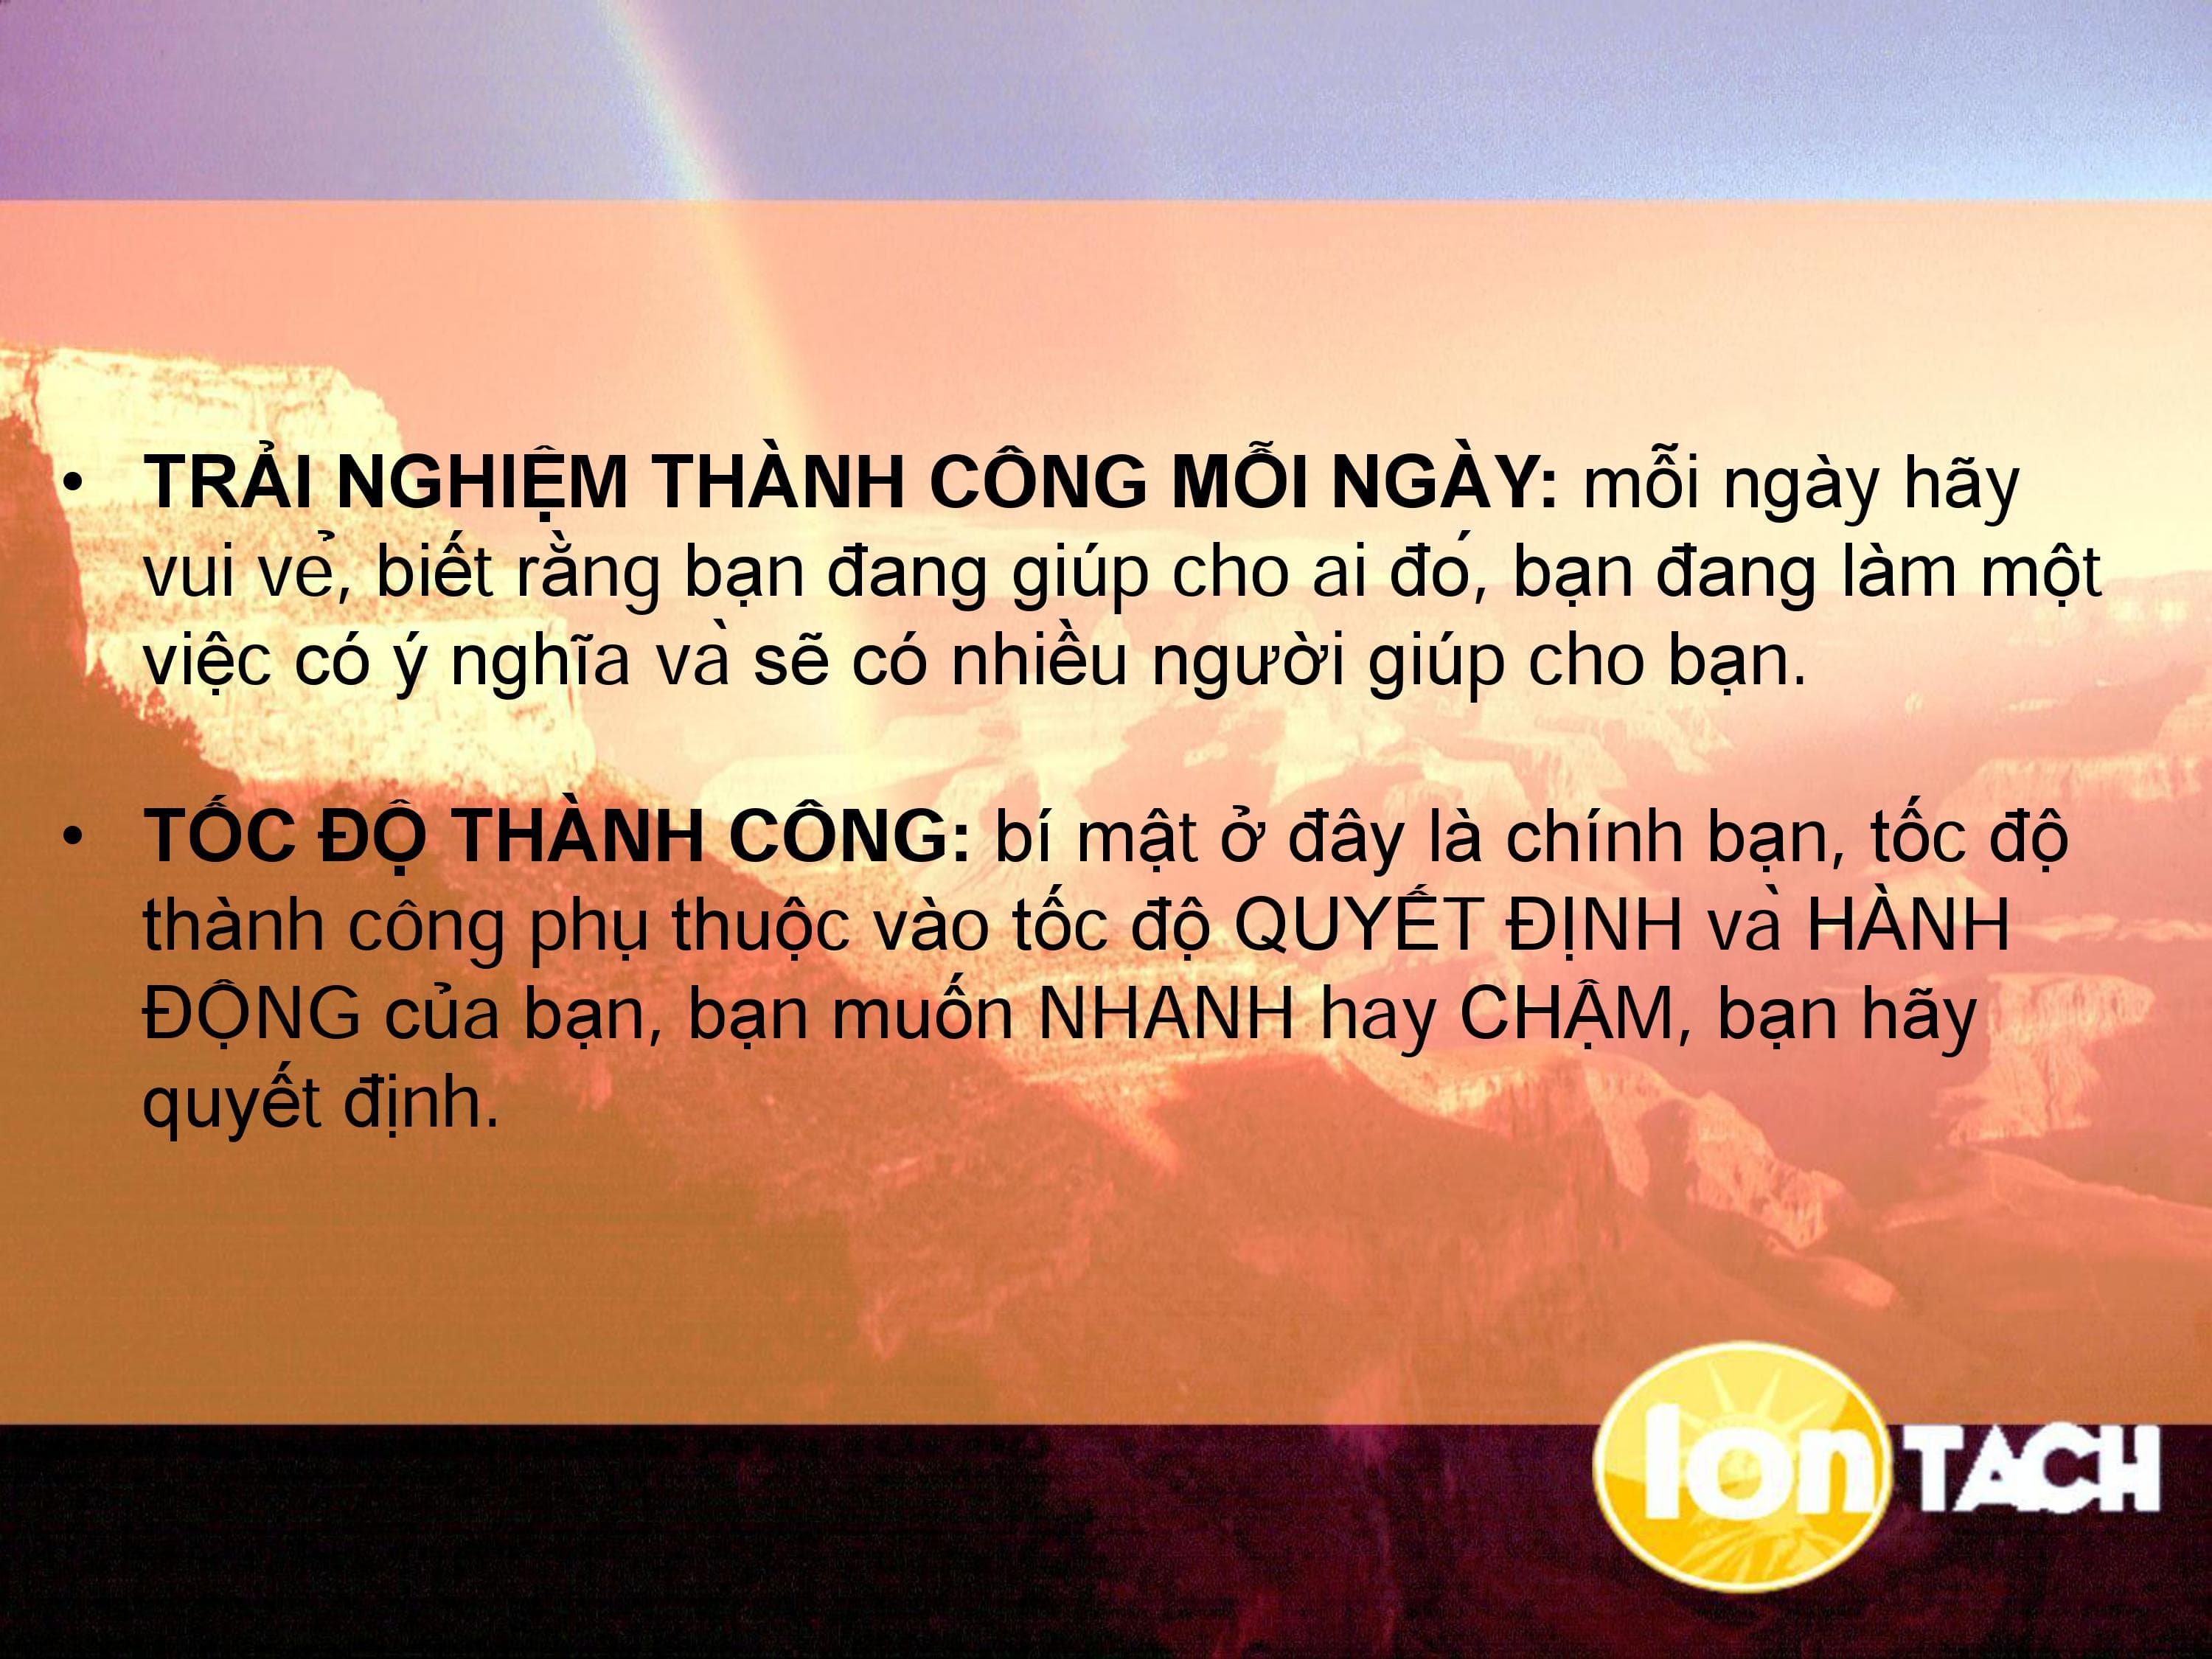 • TRẢI NGHIỆM THÀNH CÔNG MỖI NGÀY: mỗi ngày hãy
vui vẻ, biết rằng bạn đang giúp cho ai đó, bạn đang làm một
việc có ý nghĩa và sẽ có nhiều người giúp cho bạn.
• TỐC ĐỘ THÀNH CÔNG: bí mật ở đây là chính bạn, tốc độ
thành công phụ thuộc vào tốc độ QUYẾT ĐỊNH và HÀNH
ĐỘNG của bạn, bạn muốn NHANH hay CHẬM, bạn hãy
quyết định.
Ion TACH